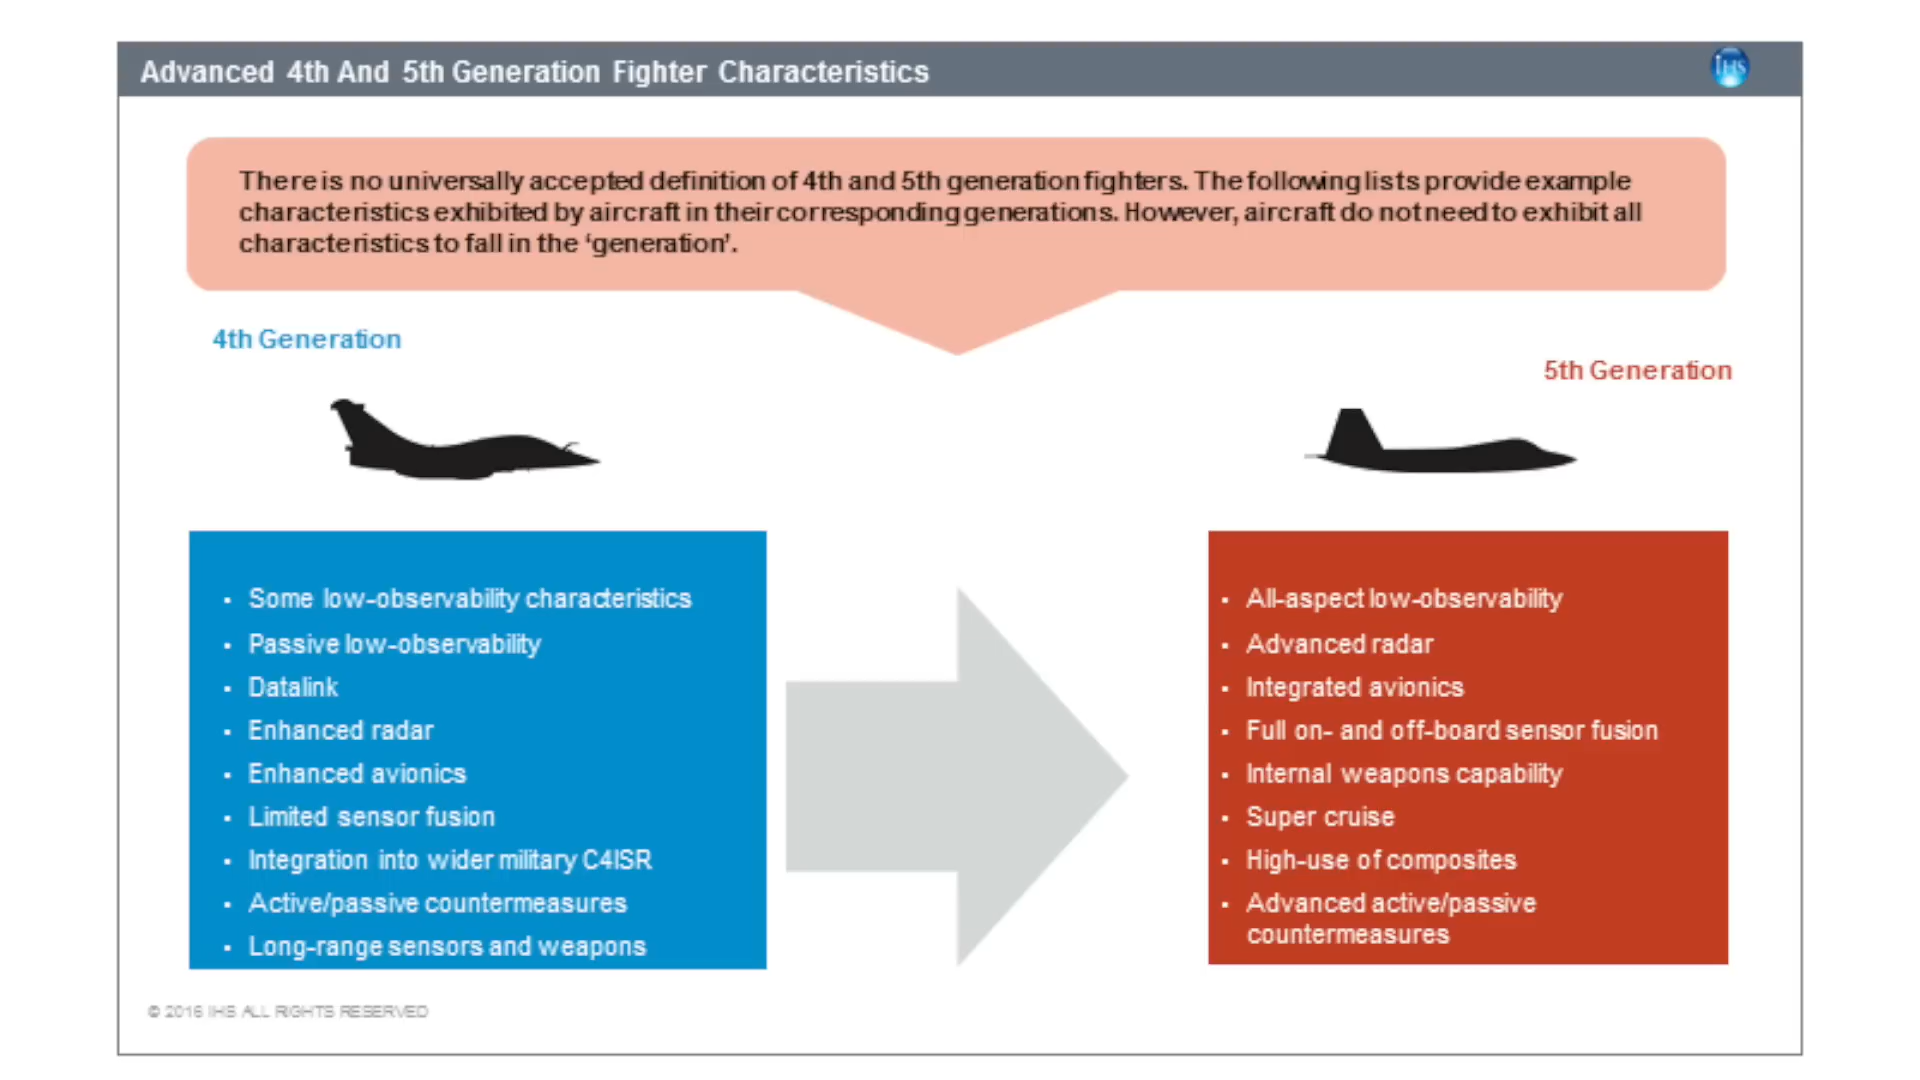 Advanced 4th And 5th Generation Fighter Characteristics
IHS
There is no universally accepted definition of 4th and 5th generation fighters. The following lists provide example
characteristics exhibited by aircraft in their corresponding generations. However, aircraft do not need to exhibit all
characteristics to fall in the ‘generation’.
4th Generation
5th Generation
▪ Some low-observability characteristics
▪ Passive low-observability
▪ Datalink
▪ Enhanced radar
▪ Enhanced avionics
▪ Limited sensor fusion
▪ Integration into wider military C4ISR
▪ Active/passive countermeasures
▪ Long-range sensors and weapons
▪ All-aspect low-observability
▪ Advanced radar
▪ Integrated avionics
▪ Full on- and off-board sensor fusion
▪ Internal weapons capability
▪ Super cruise
▪ High-use of composites
▪ Advanced active/passive
countermeasures
© 2016 IHS ALL RIGHTS RESERVED